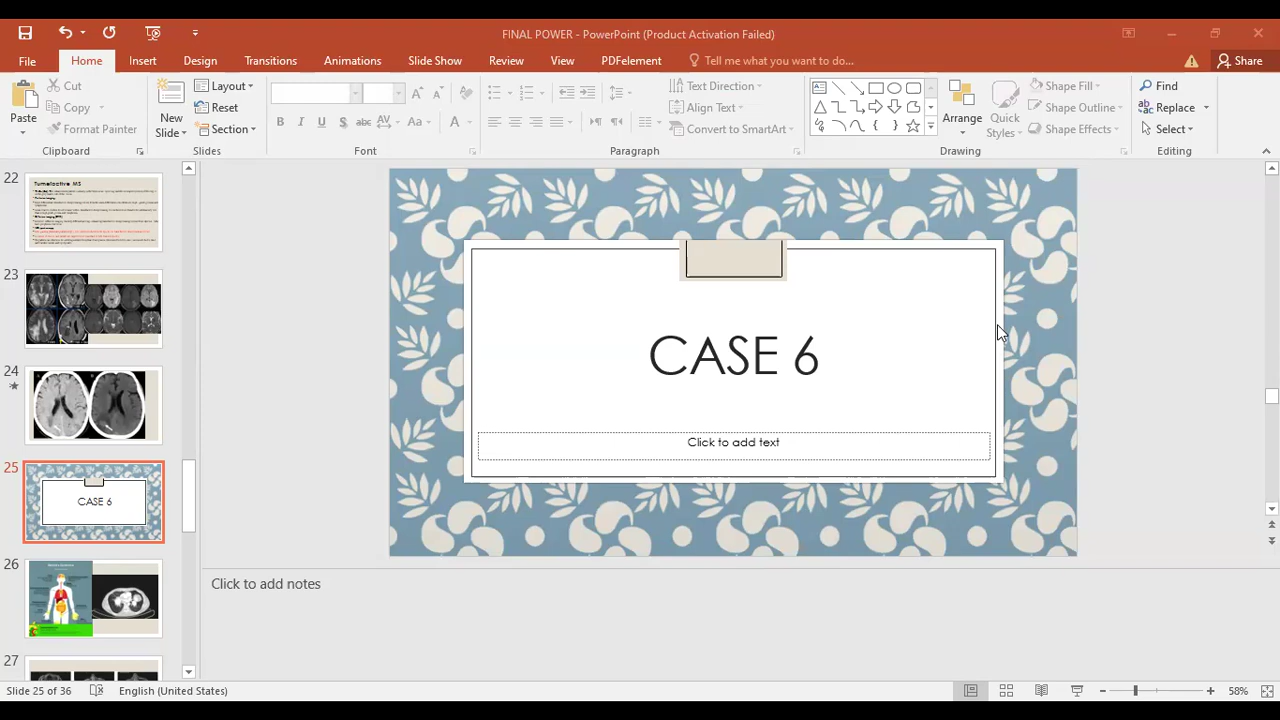 FINAL POWER - PowerPoint (Product Activation Failed)
File Home Insert Design Transitions Animations Slide Show Review View PDFelement Tell me what you want to do... Share
Paste
Cut
Copy
Format Painter
Clipboard
New
Slide
Layout
Reset
Section
Slides
B I U S abc AV Aa A
Font
Paragraph
Text Direction
Align Text
Convert to SmartArt
Arrange
Quick
Styles
Shape Fill
Shape Outline
Shape Effects
Drawing
Find
Replace
Select
Editing
22
Tumefactive MS
23
24
25
CASE 6
26
27
CASE 6
Click to add text
Click to add notes
Slide 25 of 36 English (United States) 58%